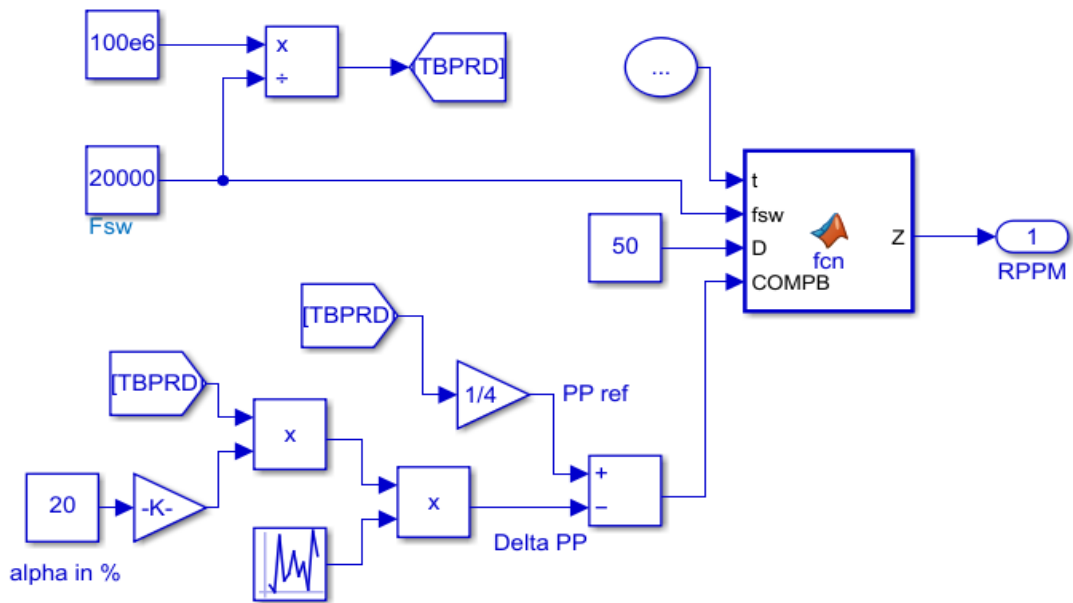 100e6
x
÷
[TBPRD]
...
20000
Fsw
t
fsw
D
COMPB
fcn
Z
1
RPPM
50
[TBPRD
1/4
PP ref
[TBPRD
x
20
-K-
alpha in %
x
+
−
Delta PP